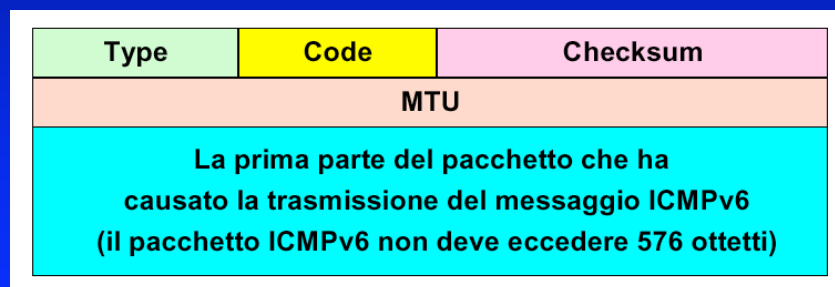 Type Code Checksum
MTU
La prima parte del pacchetto che ha
causato la trasmissione del messaggio ICMPv6
(il pacchetto ICMPv6 non deve eccedere 576 ottetti)